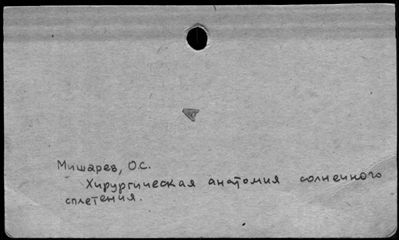 Мишарев, О.С.
Хирургическая анатомия солнечного
сплетения.